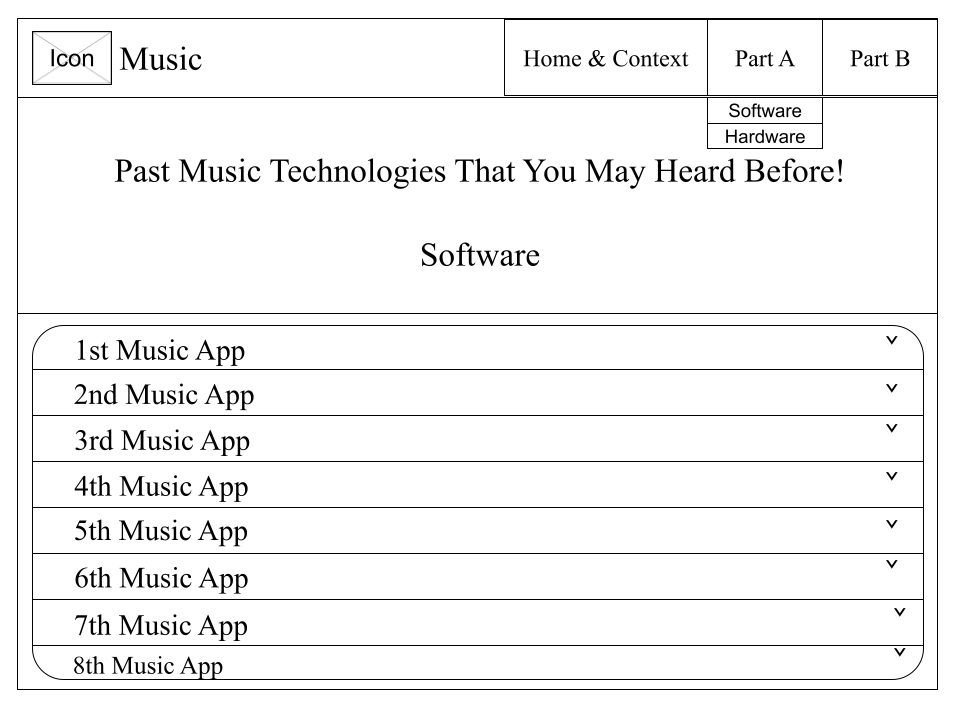 Icon Music Home & Context Part A Part B
Software
Hardware
Past Music Technologies That You May Heard Before!
Software
1st Music App
2nd Music App
3rd Music App
4th Music App
5th Music App
6th Music App
7th Music App
8th Music App